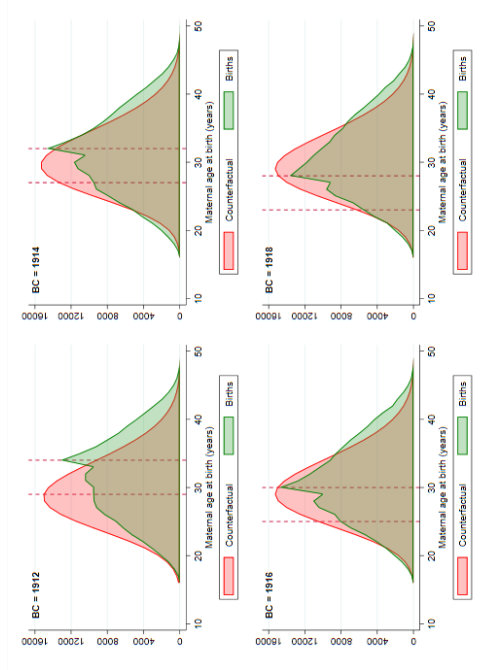 BC = 1912
16000
12000
8000
4000
0
10 20 30 40 50
Maternal age at birth (years)
Counterfactual Births
BC = 1914
16000
12000
8000
4000
0
10 20 30 40 50
Maternal age at birth (years)
Counterfactual Births
BC = 1916
16000
12000
8000
4000
0
10 20 30 40 50
Maternal age at birth (years)
Counterfactual Births
BC = 1918
16000
12000
8000
4000
0
10 20 30 40 50
Maternal age at birth (years)
Counterfactual Births